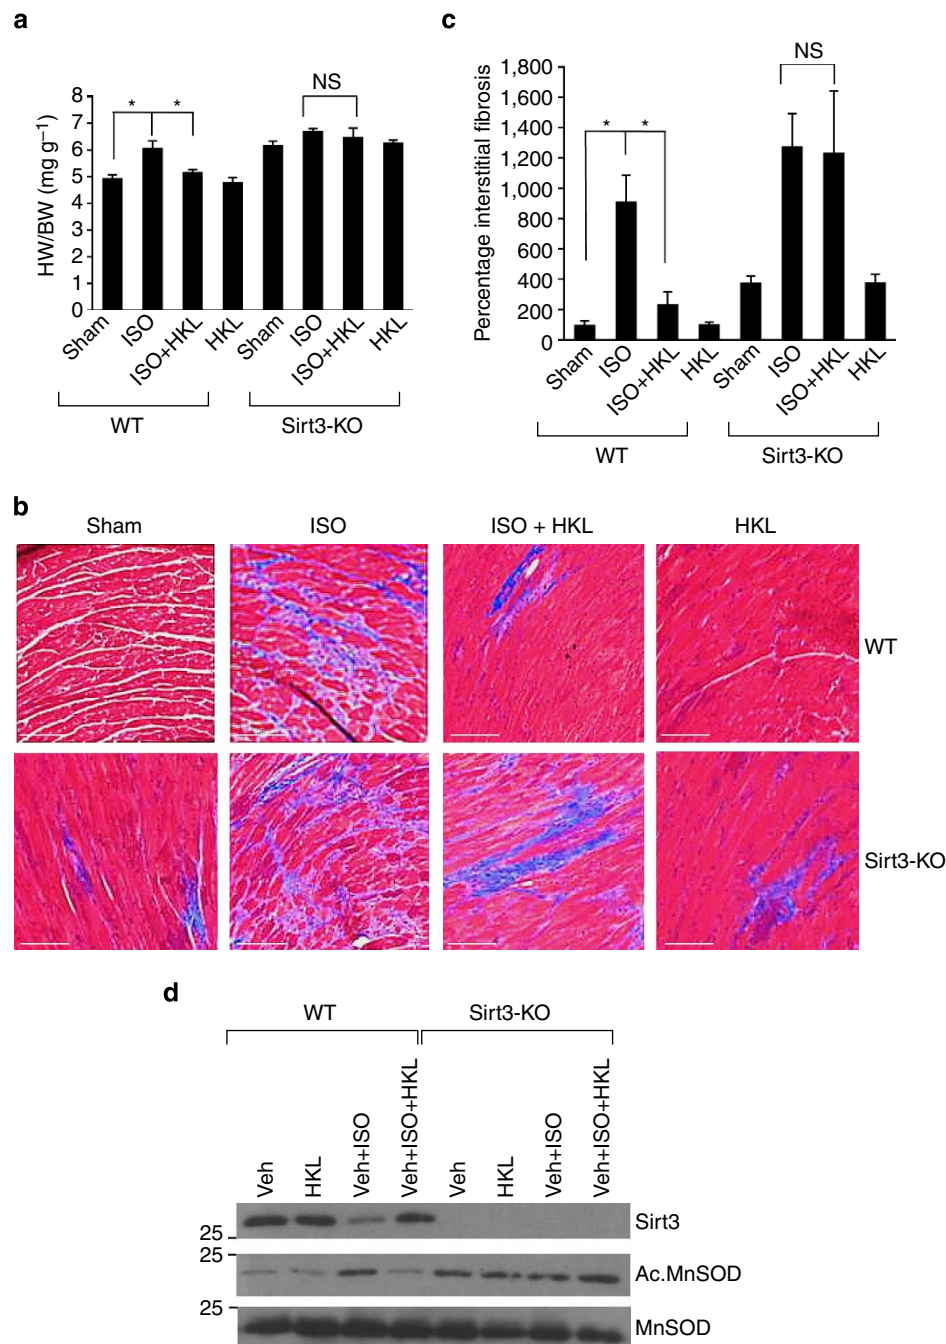 a
HW/BW (mg g–1)
8
7
6
5
4
3
2
1
0
* *
NS
Sham
ISO
ISO+HKL
HKL
Sham
ISO
ISO+HKL
HKL
WT
Sirt3-KO
c
Percentage interstitial fibrosis
1,800
1,600
1,400
1,200
1,000
800
600
400
200
0
* *
NS
Sham
ISO
ISO+HKL
HKL
Sham
ISO
ISO+HKL
HKL
WT
Sirt3-KO
b
Sham ISO ISO + HKL HKL
WT
Sirt3-KO
d
WT Sirt3-KO
Veh
HKL
Veh+ISO
Veh+ISO+HKL
Veh
HKL
Veh+ISO
Veh+ISO+HKL
25
Sirt3
25
Ac.MnSOD
25
MnSOD